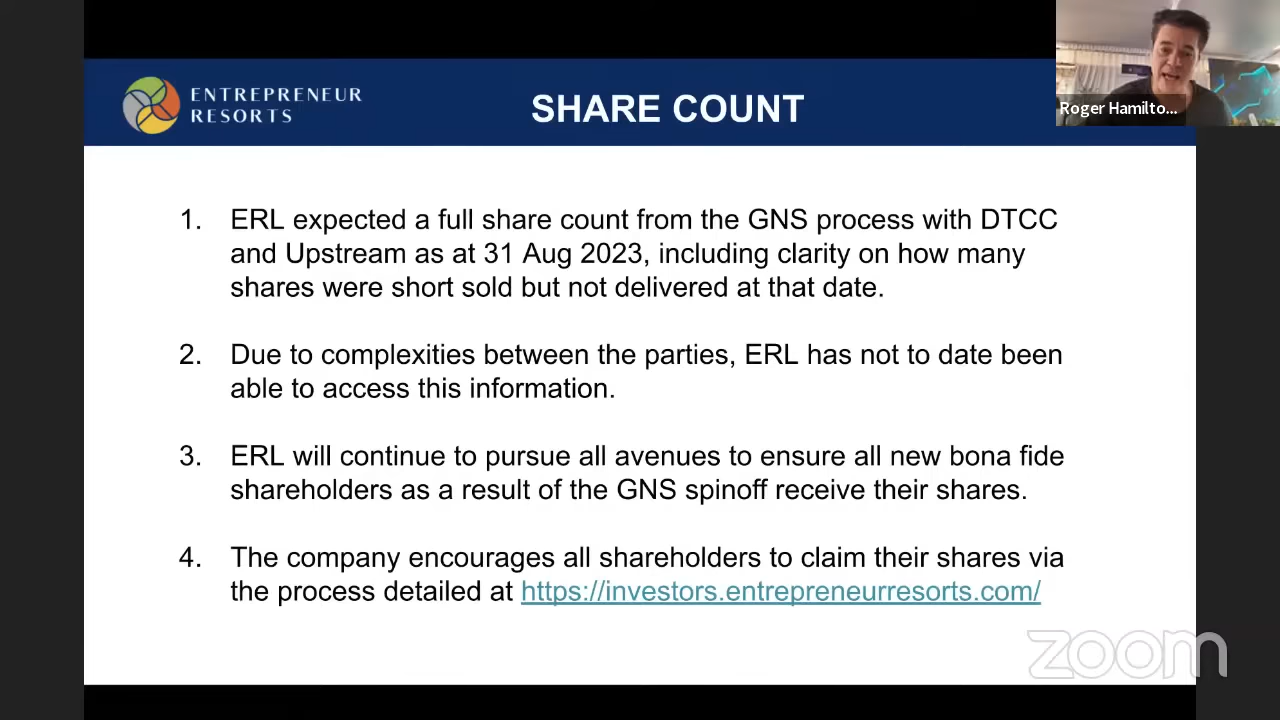 ENTREPRENEUR
RESORTS
SHARE COUNT
Roger Hamilto...
1. ERL expected a full share count from the GNS process with DTCC
and Upstream as at 31 Aug 2023, including clarity on how many
shares were short sold but not delivered at that date.
2. Due to complexities between the parties, ERL has not to date been
able to access this information.
3. ERL will continue to pursue all avenues to ensure all new bona fide
shareholders as a result of the GNS spinoff receive their shares.
4. The company encourages all shareholders to claim their shares via
the process detailed at https://investors.entrepreneurresorts.com/
zoom